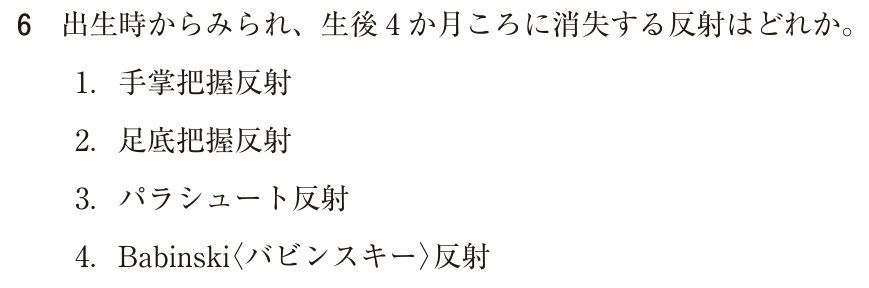 6 出生時からみられ、生後4か月ころに消失する反射はどれか。
1. 手掌把握反射
2. 足底把握反射
3. パラシュート反射
4. Babinski〈バビンスキー〉反射